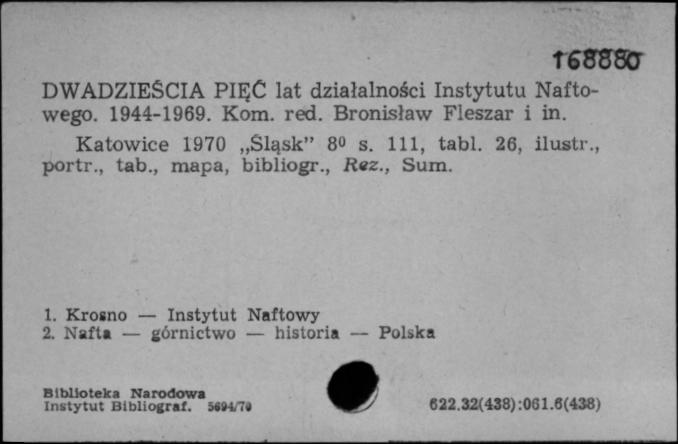 168880
DWADZIEŚCIA PIĘĆ lat działalności Instytutu Nafto-
wego. 1944-1969. Kom. red. Bronisław Fleszar i in.
Katowice 1970 „Śląsk” 8⁰ s. 111, tabl. 26, ilustr.,
portr., tab., mapa, bibliogr., Rez., Sum.
1. Krosno — Instytut Naftowy
2. Nafta — górnictwo — historia — Polska
Biblioteka Narodowa
Instytut Bibliograf. 5694/70
622.32(438):061.6(438)